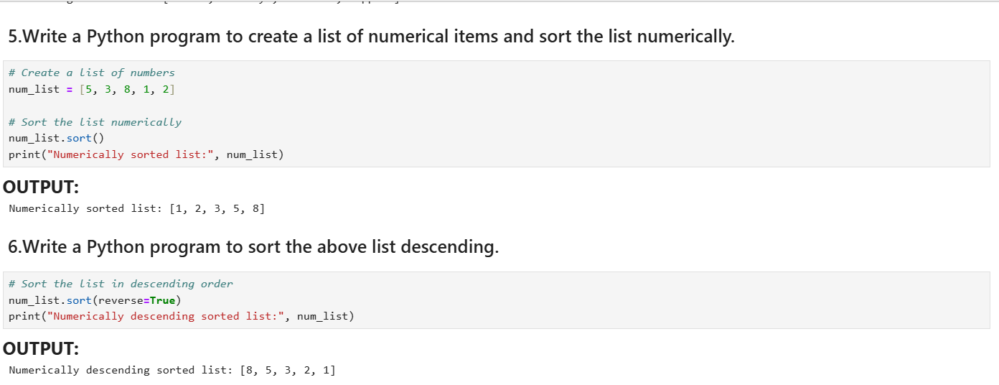 5.Write a Python program to create a list of numerical items and sort the list numerically.
# Create a list of numbers
num_list = [5, 3, 8, 1, 2]
# Sort the list numerically
num_list.sort()
print("Numerically sorted list:", num_list)
OUTPUT:
Numerically sorted list: [1, 2, 3, 5, 8]
6.Write a Python program to sort the above list descending.
# Sort the list in descending order
num_list.sort(reverse=True)
print("Numerically descending sorted list:", num_list)
OUTPUT:
Numerically descending sorted list: [8, 5, 3, 2, 1]